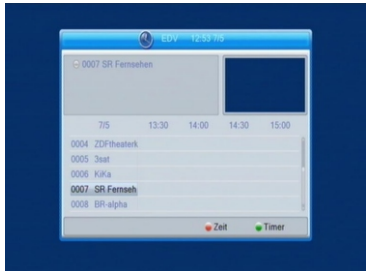 EDV 12:53 7/5
0007 SR Fernsehen
7/5 13:30 14:00 14:30 15:00
0004 ZDFtheaterk
0005 3sat
0006 KiKa
0007 SR Fernseh
0008 BR-alpha
Zeit Timer